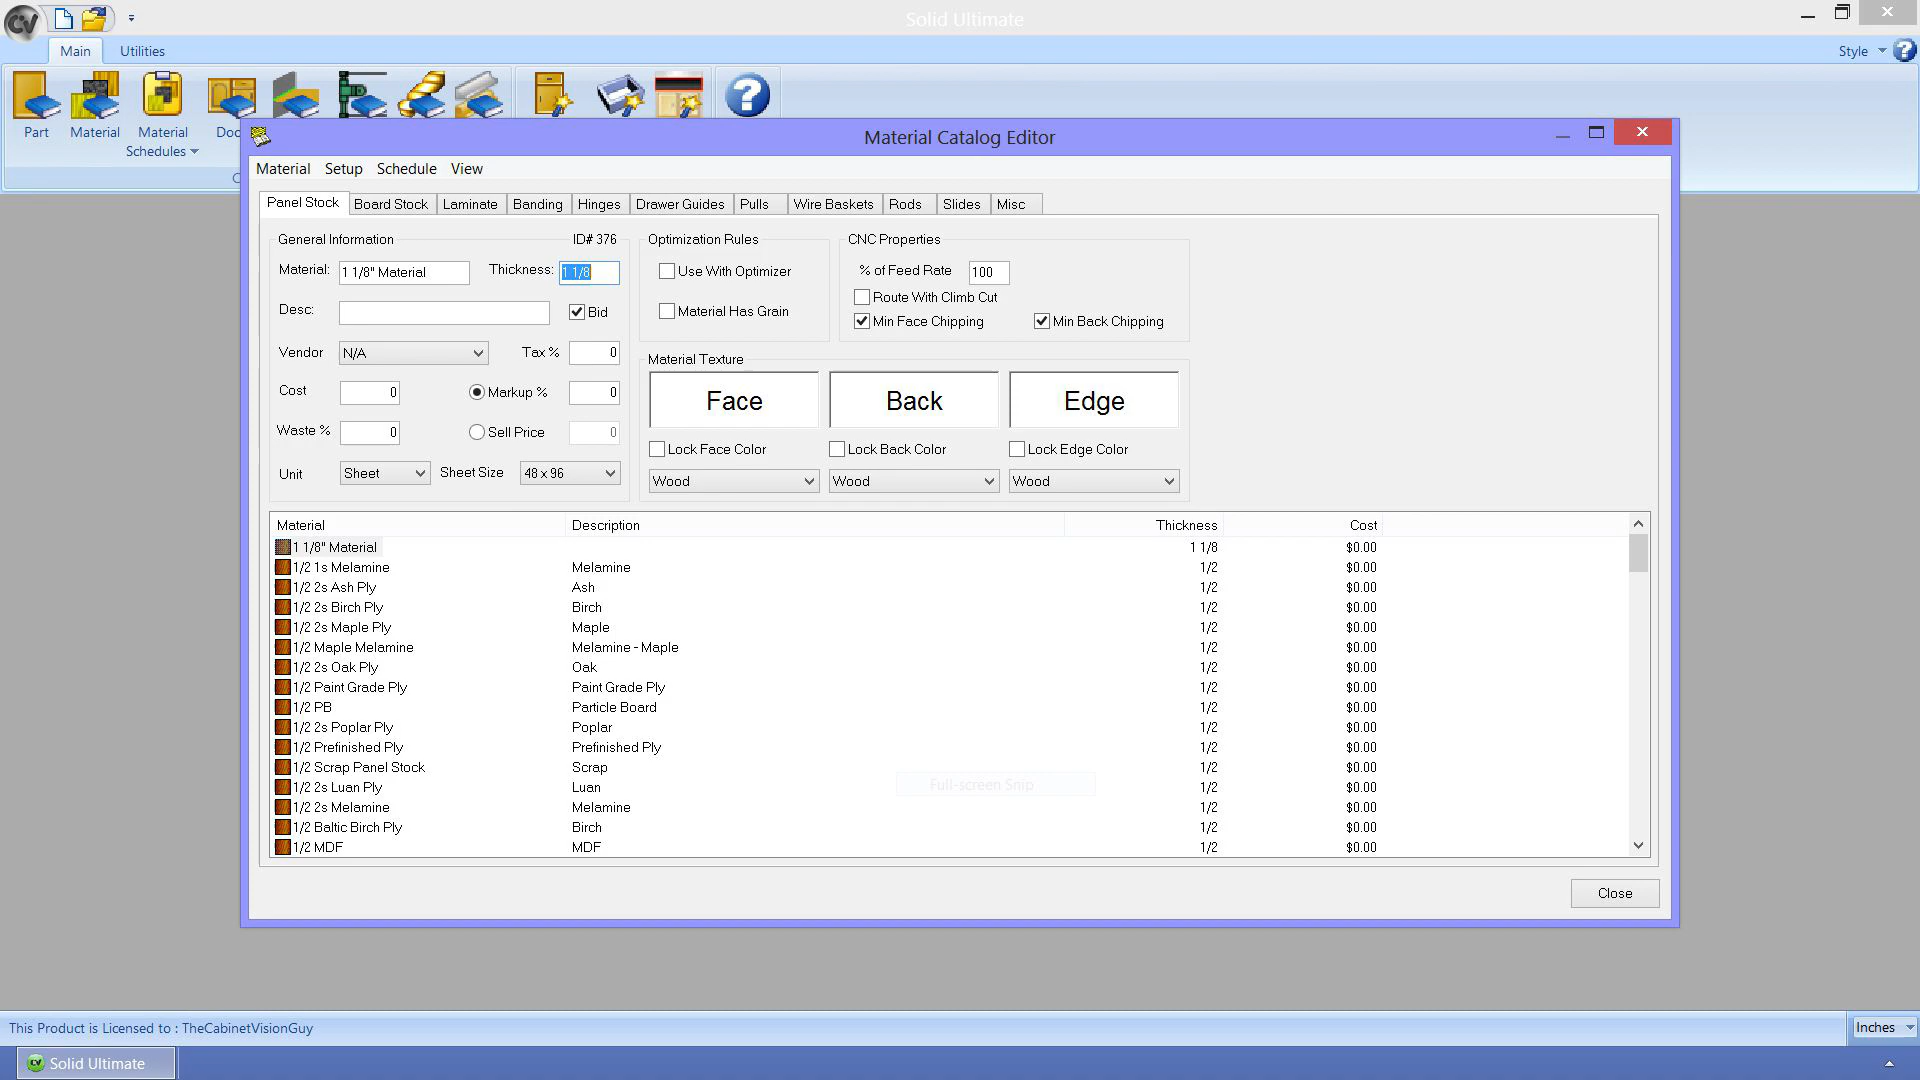 CV
Solid Ultimate
Main
Utilities
Style
Part
Material
Material
Schedules
Doo
Material Catalog Editor
Material
Setup
Schedule
View
Panel Stock
Board Stock
Laminate
Banding
Hinges
Drawer Guides
Pulls
Wire Baskets
Rods
Slides
Misc
General Information
ID# 376
Optimization Rules
CNC Properties
Material:
1 1/8" Material
Thickness:
1 1/8
Use With Optimizer
% of Feed Rate
100
Route With Climb Cut
Desc:
Bid
Material Has Grain
Min Face Chipping
Min Back Chipping
Vendor
N/A
Tax %
0
Material Texture
Cost
0
Markup %
0
Face
Back
Edge
Waste %
0
Sell Price
0
Lock Face Color
Lock Back Color
Lock Edge Color
Unit
Sheet
Sheet Size
48 x 96
Wood
Wood
Wood
Material Description Thickness Cost
1 1/8" Material 1 1/8 $0.00
1/2 1s Melamine Melamine 1/2 $0.00
1/2 2s Ash Ply Ash 1/2 $0.00
1/2 2s Birch Ply Birch 1/2 $0.00
1/2 2s Maple Ply Maple 1/2 $0.00
1/2 Maple Melamine Melamine - Maple 1/2 $0.00
1/2 2s Oak Ply Oak 1/2 $0.00
1/2 Paint Grade Ply Paint Grade Ply 1/2 $0.00
1/2 PB Particle Board 1/2 $0.00
1/2 2s Poplar Ply Poplar 1/2 $0.00
1/2 Prefinished Ply Prefinished Ply 1/2 $0.00
1/2 Scrap Panel Stock Scrap 1/2 $0.00
1/2 2s Luan Ply Luan 1/2 $0.00
Full-screen Snip
1/2 2s Melamine Melamine 1/2 $0.00
1/2 Baltic Birch Ply Birch 1/2 $0.00
1/2 MDF MDF 1/2 $0.00
Close
This Product is Licensed to : TheCabinetVisionGuy
Inches
Solid Ultimate